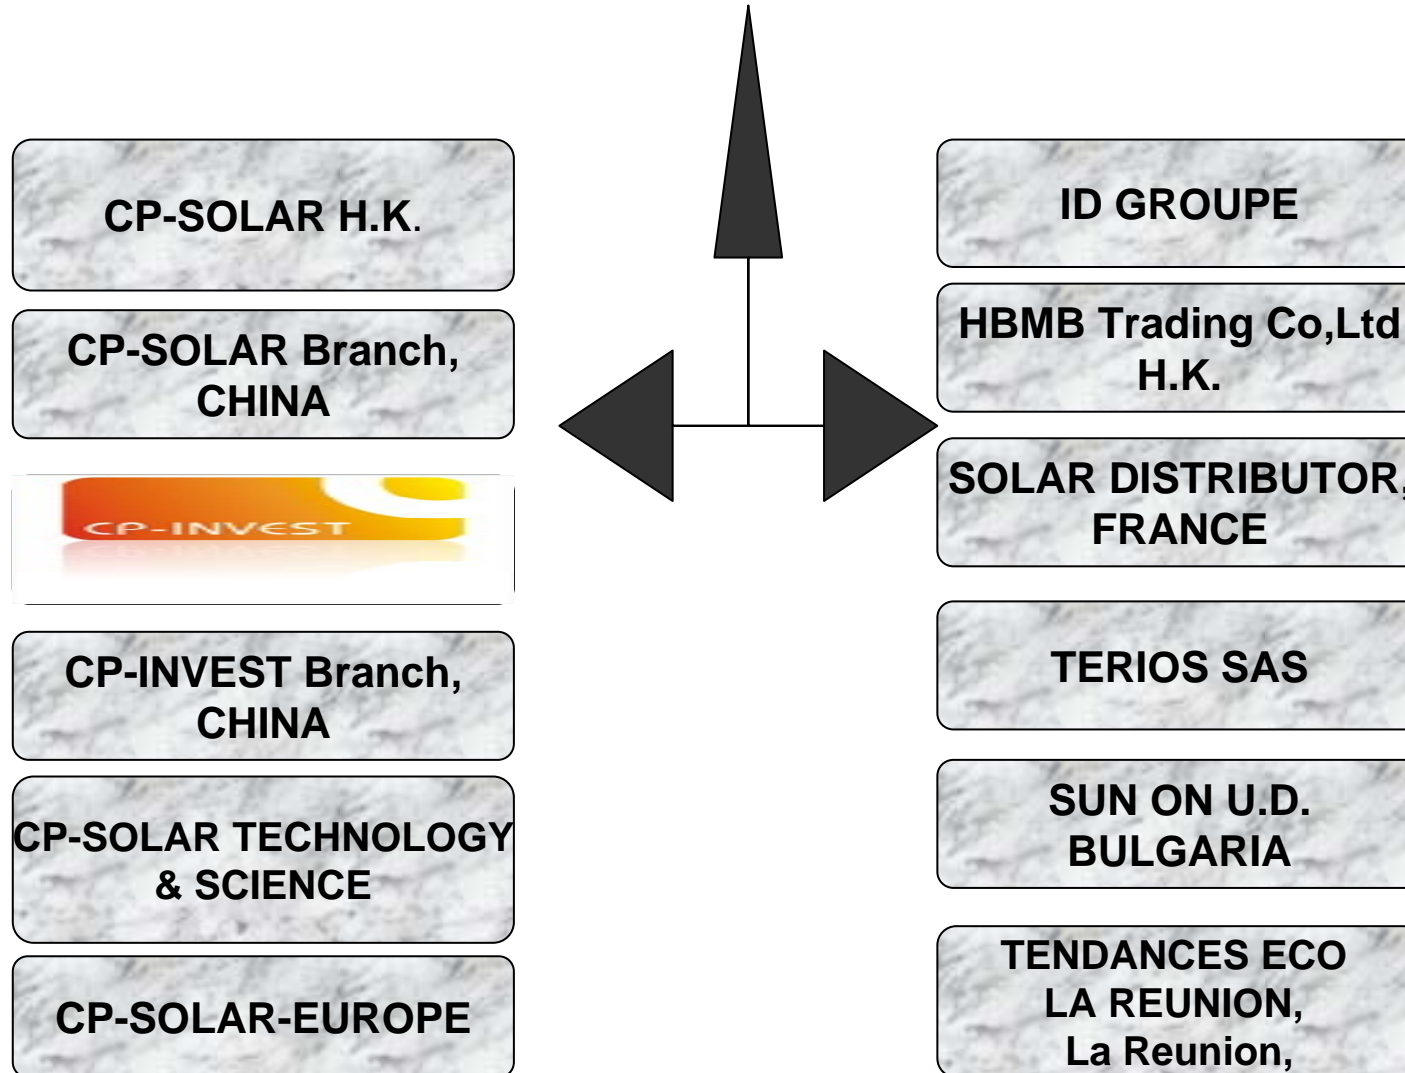 CP-SOLAR H.K.
CP-SOLAR Branch,
CHINA
CP-INVEST
CP-INVEST Branch,
CHINA
CP-SOLAR TECHNOLOGY
& SCIENCE
CP-SOLAR-EUROPE
ID GROUPE
HBMB Trading Co,Ltd
H.K.
SOLAR DISTRIBUTOR,
FRANCE
TERIOS SAS
SUN ON U.D.
BULGARIA
TENDANCES ECO
LA REUNION,
La Reunion,